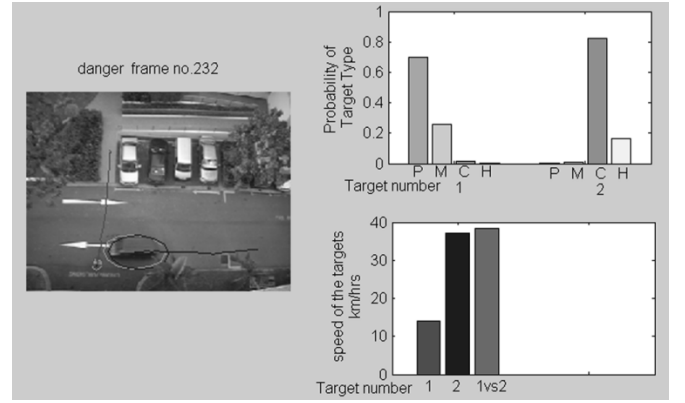 danger frame no.232
Probability of
Target Type
1
0.8
0.6
0.4
0.2
0
P M C H P M C H
Target number 1 2
speed of the targets
km/hrs
40
30
20
10
0
Target number 1 2 1vs2